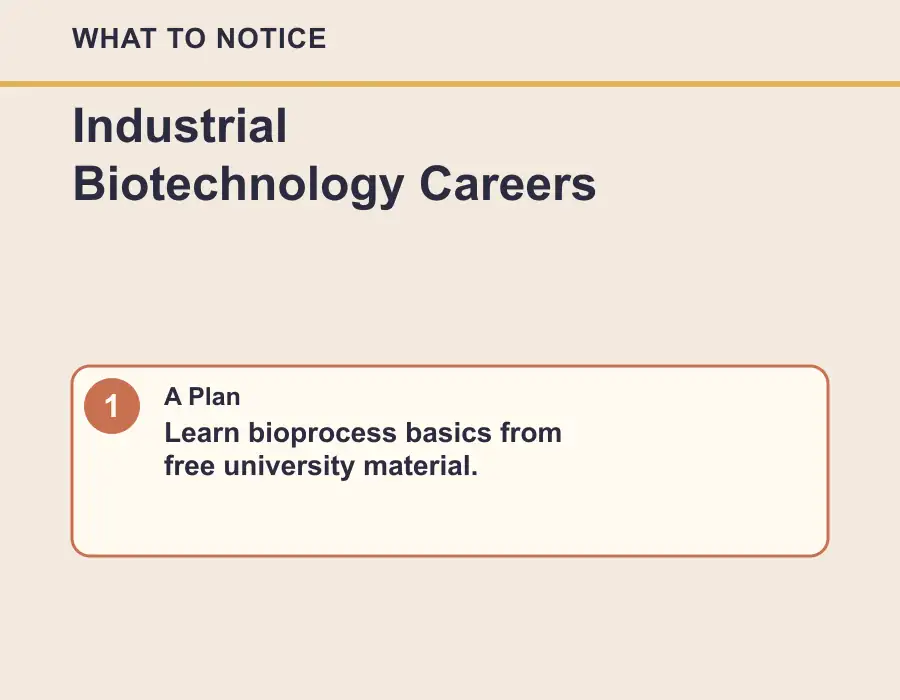 WHAT TO NOTICE
Industrial
Biotechnology Careers
1
A Plan
Learn bioprocess basics from
free university material.